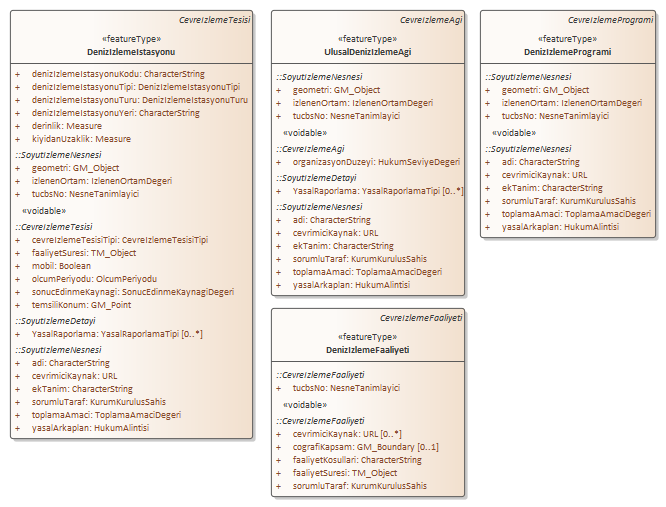 CevreIzlemeTesisi
«featureType»
DenizIzlemeIstasyonu
+ denizIzlemeIstasyonuKodu: CharacterString
+ denizIzlemeIstasyonuTipi: DenizIzlemeIstasyonuTipi
+ denizIzlemeIstasyonuTuru: DenizIzlemeIstasyonuTuru
+ denizIzlemeIstasyonuYeri: CharacterString
+ derinlik: Measure
+ kiyidanUzaklik: Measure
::SoyutIzlemeNesnesi
+ geometri: GM_Object
+ izlenenOrtam: IzlenenOrtamDegeri
+ tucbsNo: NesneTanimlayici
«voidable»
::CevreIzlemeTesisi
+ cevreIzlemeTesisiTipi: CevreIzlemeTesisiTipi
+ faaliyetSuresi: TM_Object
+ mobil: Boolean
+ olcumPeriyodu: OlcumPeriyodu
+ sonucEdinmeKaynagi: SonucEdinmeKaynagiDegeri
+ temsiliKonum: GM_Point
::SoyutIzlemeDetayi
+ YasalRaporlama: YasalRaporlamaTipi [0..*]
::SoyutIzlemeNesnesi
+ adi: CharacterString
+ cevrimiciKaynak: URL
+ ekTanim: CharacterString
+ sorumluTaraf: KurumKurulusSahis
+ toplamaAmaci: ToplamaAmaciDegeri
+ yasalArkaplan: HukumAlintisi
CevreIzlemeAgi
«featureType»
UlusalDenizIzlemeAgi
::SoyutIzlemeNesnesi
+ geometri: GM_Object
+ izlenenOrtam: IzlenenOrtamDegeri
+ tucbsNo: NesneTanimlayici
«voidable»
::CevreIzlemeAgi
+ organizasyonDuzeyi: HukumSeviyeDegeri
::SoyutIzlemeDetayi
+ YasalRaporlama: YasalRaporlamaTipi [0..*]
::SoyutIzlemeNesnesi
+ adi: CharacterString
+ cevrimiciKaynak: URL
+ ekTanim: CharacterString
+ sorumluTaraf: KurumKurulusSahis
+ toplamaAmaci: ToplamaAmaciDegeri
+ yasalArkaplan: HukumAlintisi
CevreIzlemeProgrami
«featureType»
DenizIzlemeProgrami
::SoyutIzlemeNesnesi
+ geometri: GM_Object
+ izlenenOrtam: IzlenenOrtamDegeri
+ tucbsNo: NesneTanimlayici
«voidable»
::SoyutIzlemeNesnesi
+ adi: CharacterString
+ cevrimiciKaynak: URL
+ ekTanim: CharacterString
+ sorumluTaraf: KurumKurulusSahis
+ toplamaAmaci: ToplamaAmaciDegeri
+ yasalArkaplan: HukumAlintisi
CevreIzlemeFaaliyeti
«featureType»
DenizIzlemeFaaliyeti
::CevreIzlemeFaaliyeti
+ tucbsNo: NesneTanimlayici
«voidable»
::CevreIzlemeFaaliyeti
+ cevrimiciKaynak: URL [0..*]
+ cografiKapsam: GM_Boundary [0..1]
+ faaliyetKosullari: CharacterString
+ faaliyetSuresi: TM_Object
+ sorumluTaraf: KurumKurulusSahis